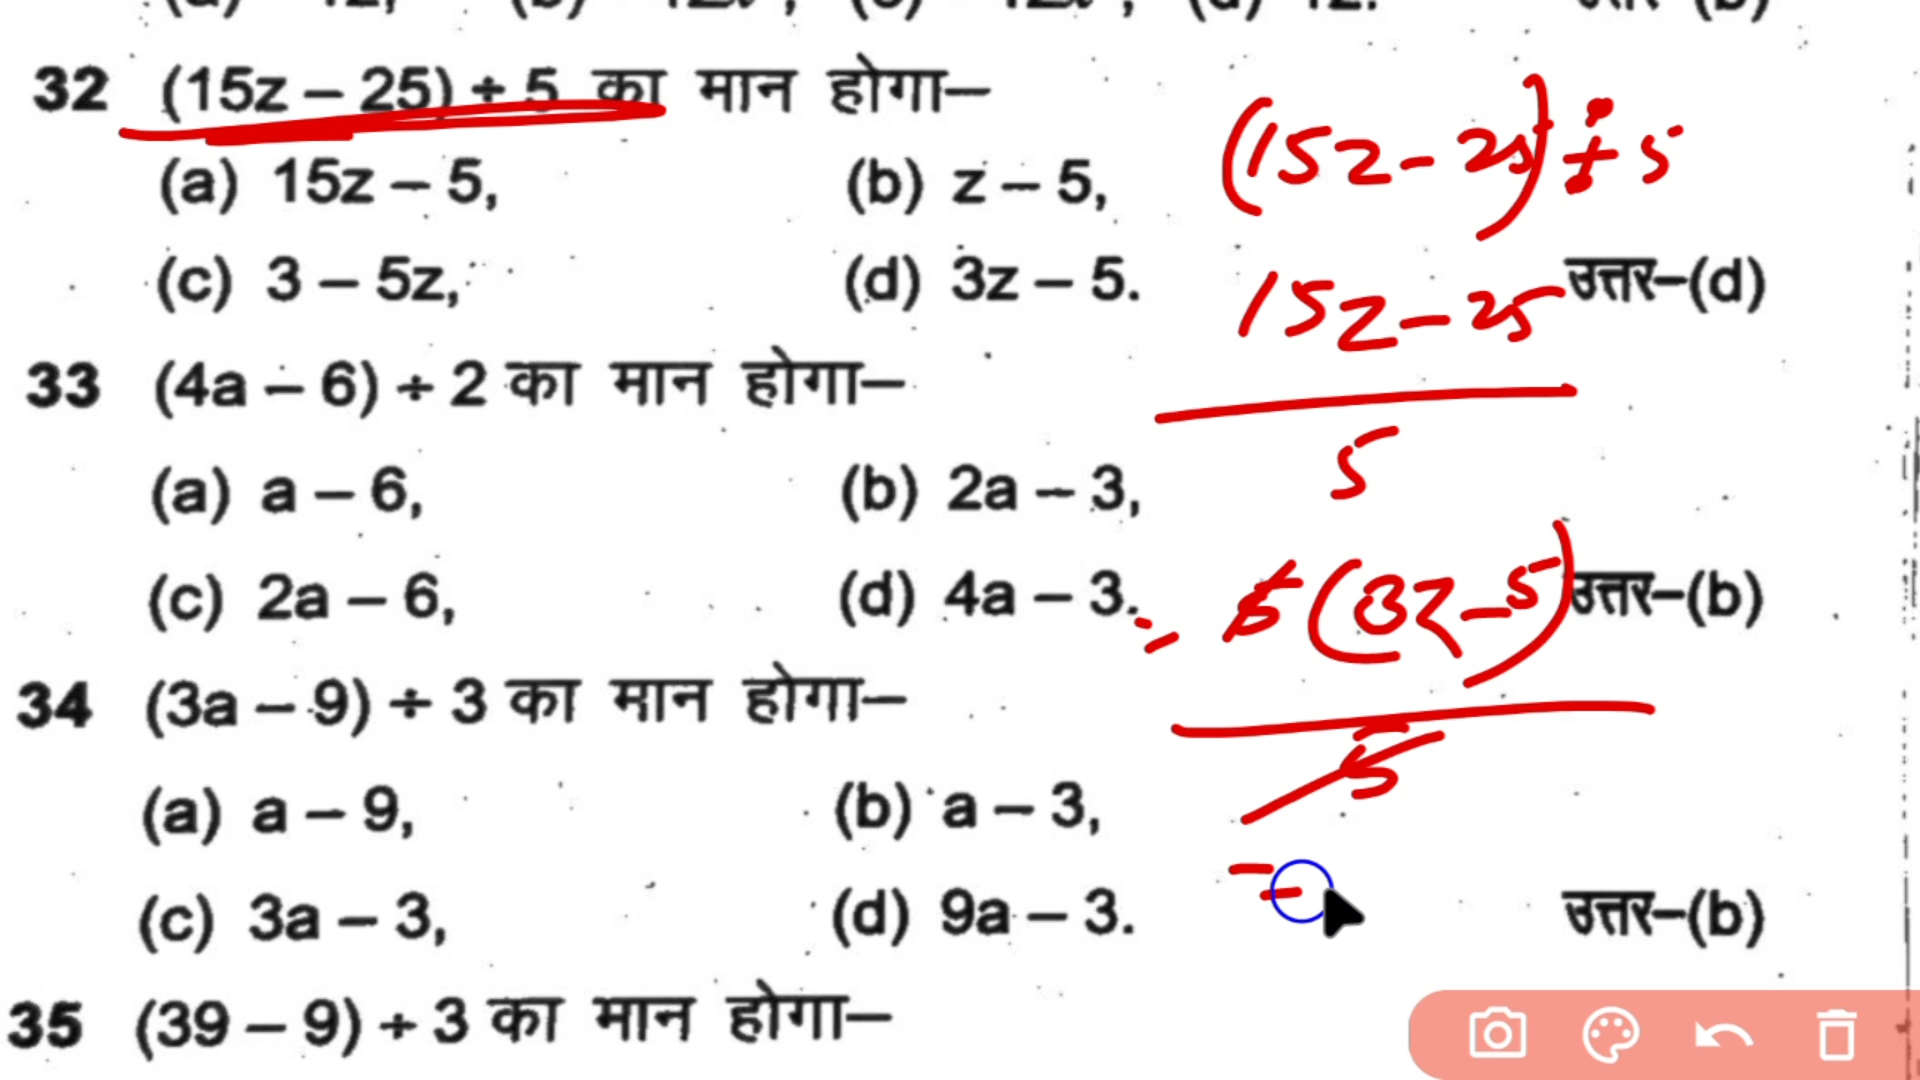 32 (15z – 25) ÷ 5 का मान होगा–
(a) 15z – 5, (b) z – 5,
(c) 3 – 5z, (d) 3z – 5. उत्तर–(d)
33 (4a – 6) ÷ 2 का मान होगा–
(a) a – 6, (b) 2a – 3,
(c) 2a – 6, (d) 4a – 3. उत्तर–(b)
34 (3a – 9) ÷ 3 का मान होगा–
(a) a – 9, (b) a – 3,
(c) 3a – 3, (d) 9a – 3. उत्तर–(b)
35 (39 – 9) ÷ 3 का मान होगा–
(15z – 25) ÷ 5
15z – 25
5
= 5(3z – 5)
5
=